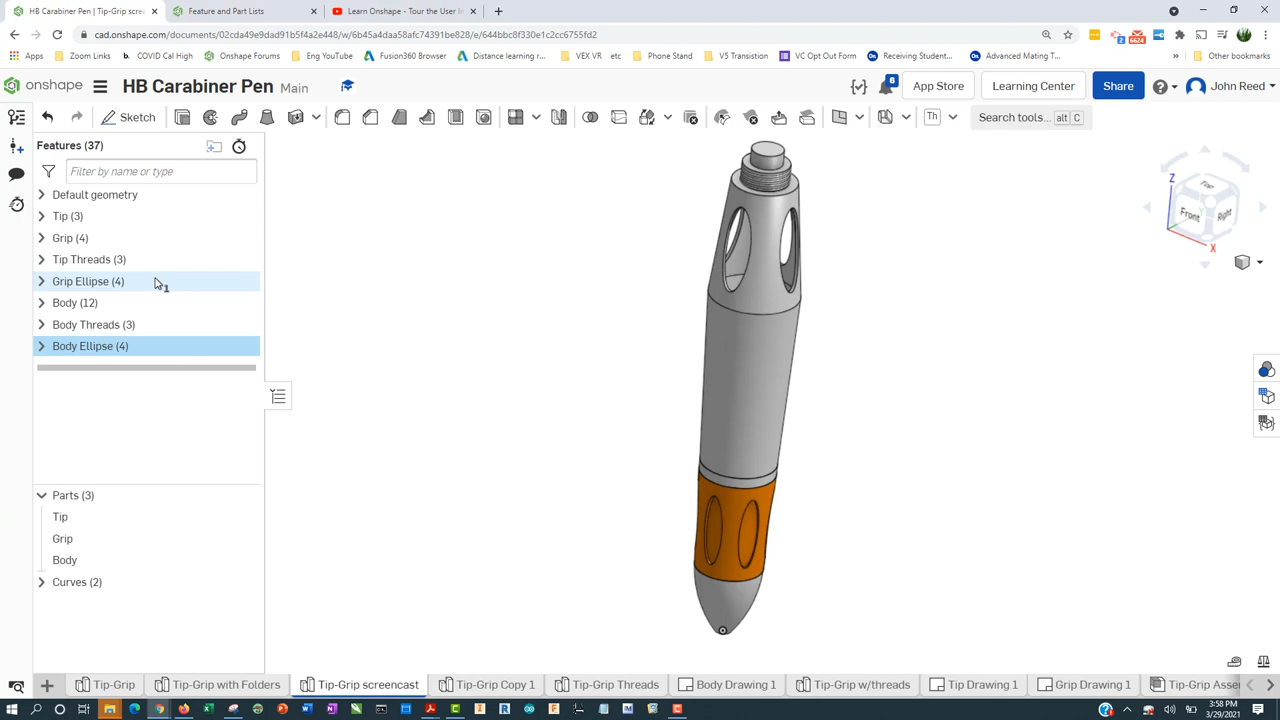 HB Carabiner Pen | Tip-Grip scree
Feature and Part Lists
Learn Onshape - Tour the User In
cad.onshape.com/documents/02cda49e9dad91b5f4a2e448/w/6b45a4daa58afc74391be828/e/644bbc8f330e1c2cc6755fd2
Apps
Zoom Links
COVID Cal High
Onshape Forums
Eng YouTube
Fusion360 Browser
Distance learning r...
VEX VR etc
Phone Stand
V5 Transition
VC Opt Out Form
Receiving Student...
Advanced Mating T...
Other bookmarks
onshape
HB Carabiner Pen Main
6
App Store
Learning Center
Share
John Reed
Sketch
Th
Search tools... alt C
Features (37)
Filter by name or type
Default geometry
Tip (3)
Grip (4)
Tip Threads (3)
Grip Ellipse (4)
Body (12)
Body Threads (3)
Body Ellipse (4)
Parts (3)
Tip
Grip
Body
Curves (2)
Z
Top
Front
Right
X
Tip-Grip
Tip-Grip with Folders
Tip-Grip screencast
Tip-Grip Copy 1
Tip-Grip Threads
Body Drawing 1
Tip-Grip w/threads
Tip Drawing 1
Grip Drawing 1
Tip-Grip Asse
3:58 PM
3/29/2021